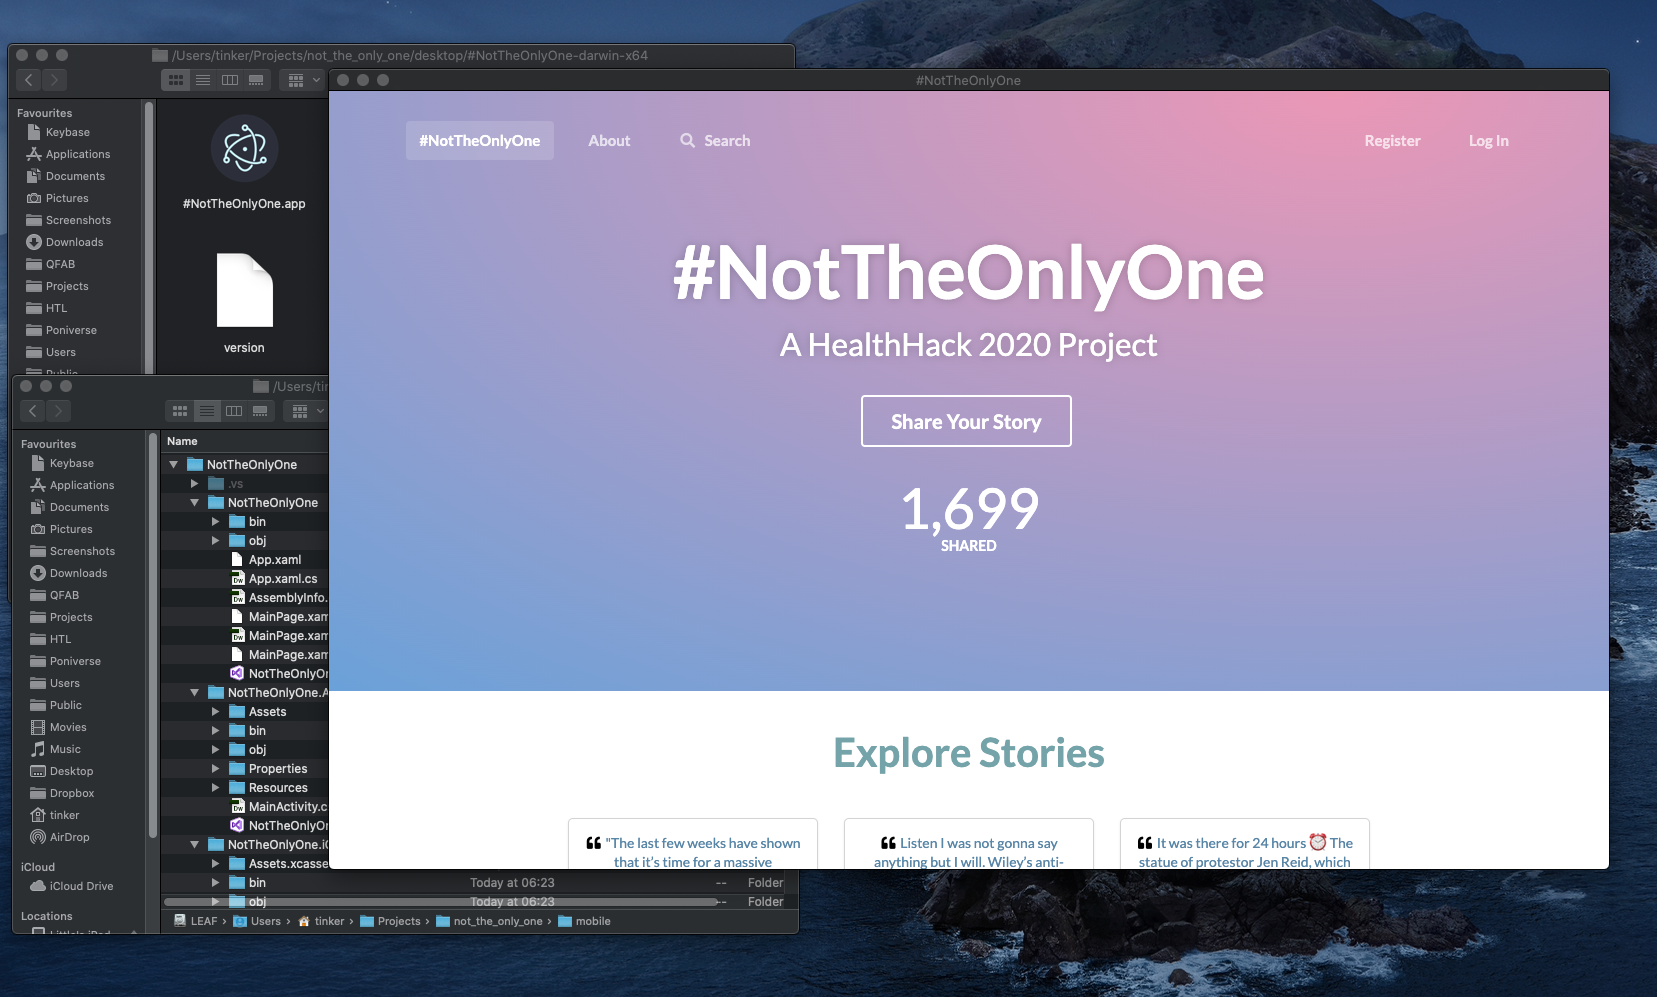 /Users/tinker/Projects/not_the_only_one/desktop/#NotTheOnlyOne-darwin-x64
Favourites
Keybase
Applications
Documents
Pictures
Screenshots
Downloads
QFAB
Projects
HTL
Poniverse
Users
Public
#NotTheOnlyOne.app
version
/Users/tin
Favourites
Keybase
Applications
Documents
Pictures
Screenshots
Downloads
QFAB
Projects
HTL
Poniverse
Users
Public
Movies
Music
Desktop
Dropbox
tinker
AirDrop
iCloud
iCloud Drive
Locations
Name
NotTheOnlyOne
.vs
NotTheOnlyOne
bin
obj
App.xaml
App.xaml.cs
AssemblyInfo.
MainPage.xam
MainPage.xam
MainPage.xam
NotTheOnlyOn
NotTheOnlyOne.A
Assets
bin
obj
Properties
Resources
MainActivity.c
NotTheOnlyOn
NotTheOnlyOne.iO
Assets.xcasse
bin Today at 06:23 -- Folder
obj Today at 06:23 -- Folder
LEAF › Users › tinker › Projects › not_the_only_one › mobile
#NotTheOnlyOne
#NotTheOnlyOne About Search Register Log In
#NotTheOnlyOne
A HealthHack 2020 Project
Share Your Story
1,699
SHARED
Explore Stories
"The last few weeks have shown
that it's time for a massive
Listen I was not gonna say
anything but I will. Wiley's anti-
It was there for 24 hours ⏰ The
statue of protestor Jen Reid, which